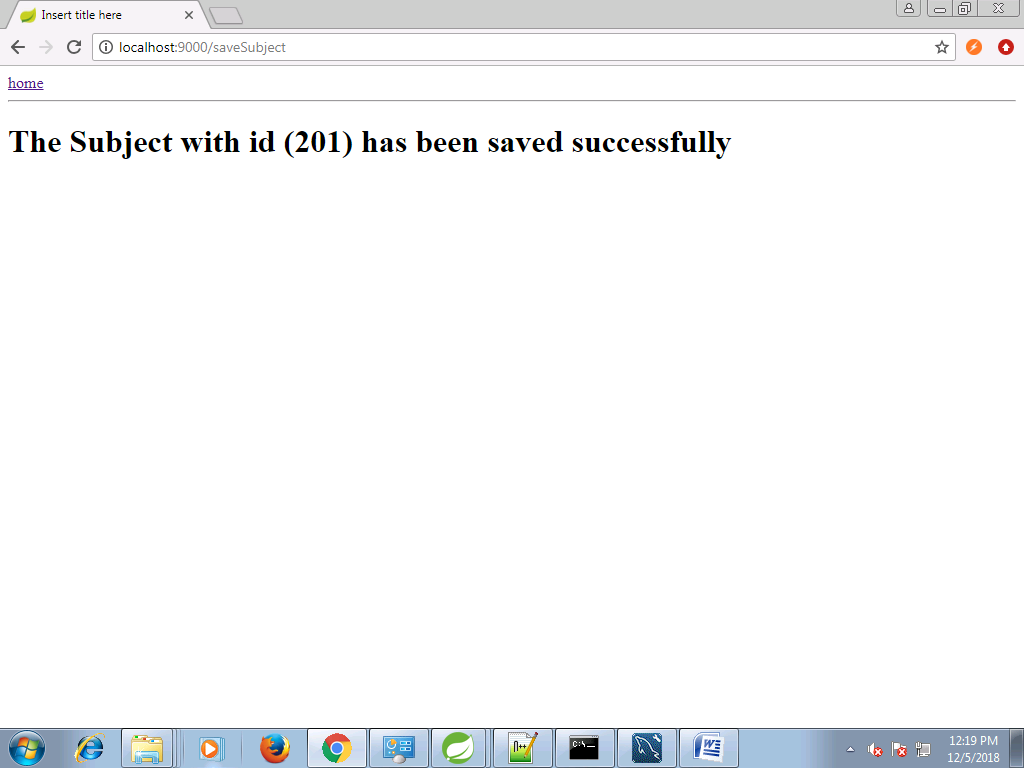 Insert title here
localhost:9000/saveSubject
home
The Subject with id (201) has been saved successfully
12:19 PM
12/5/2018